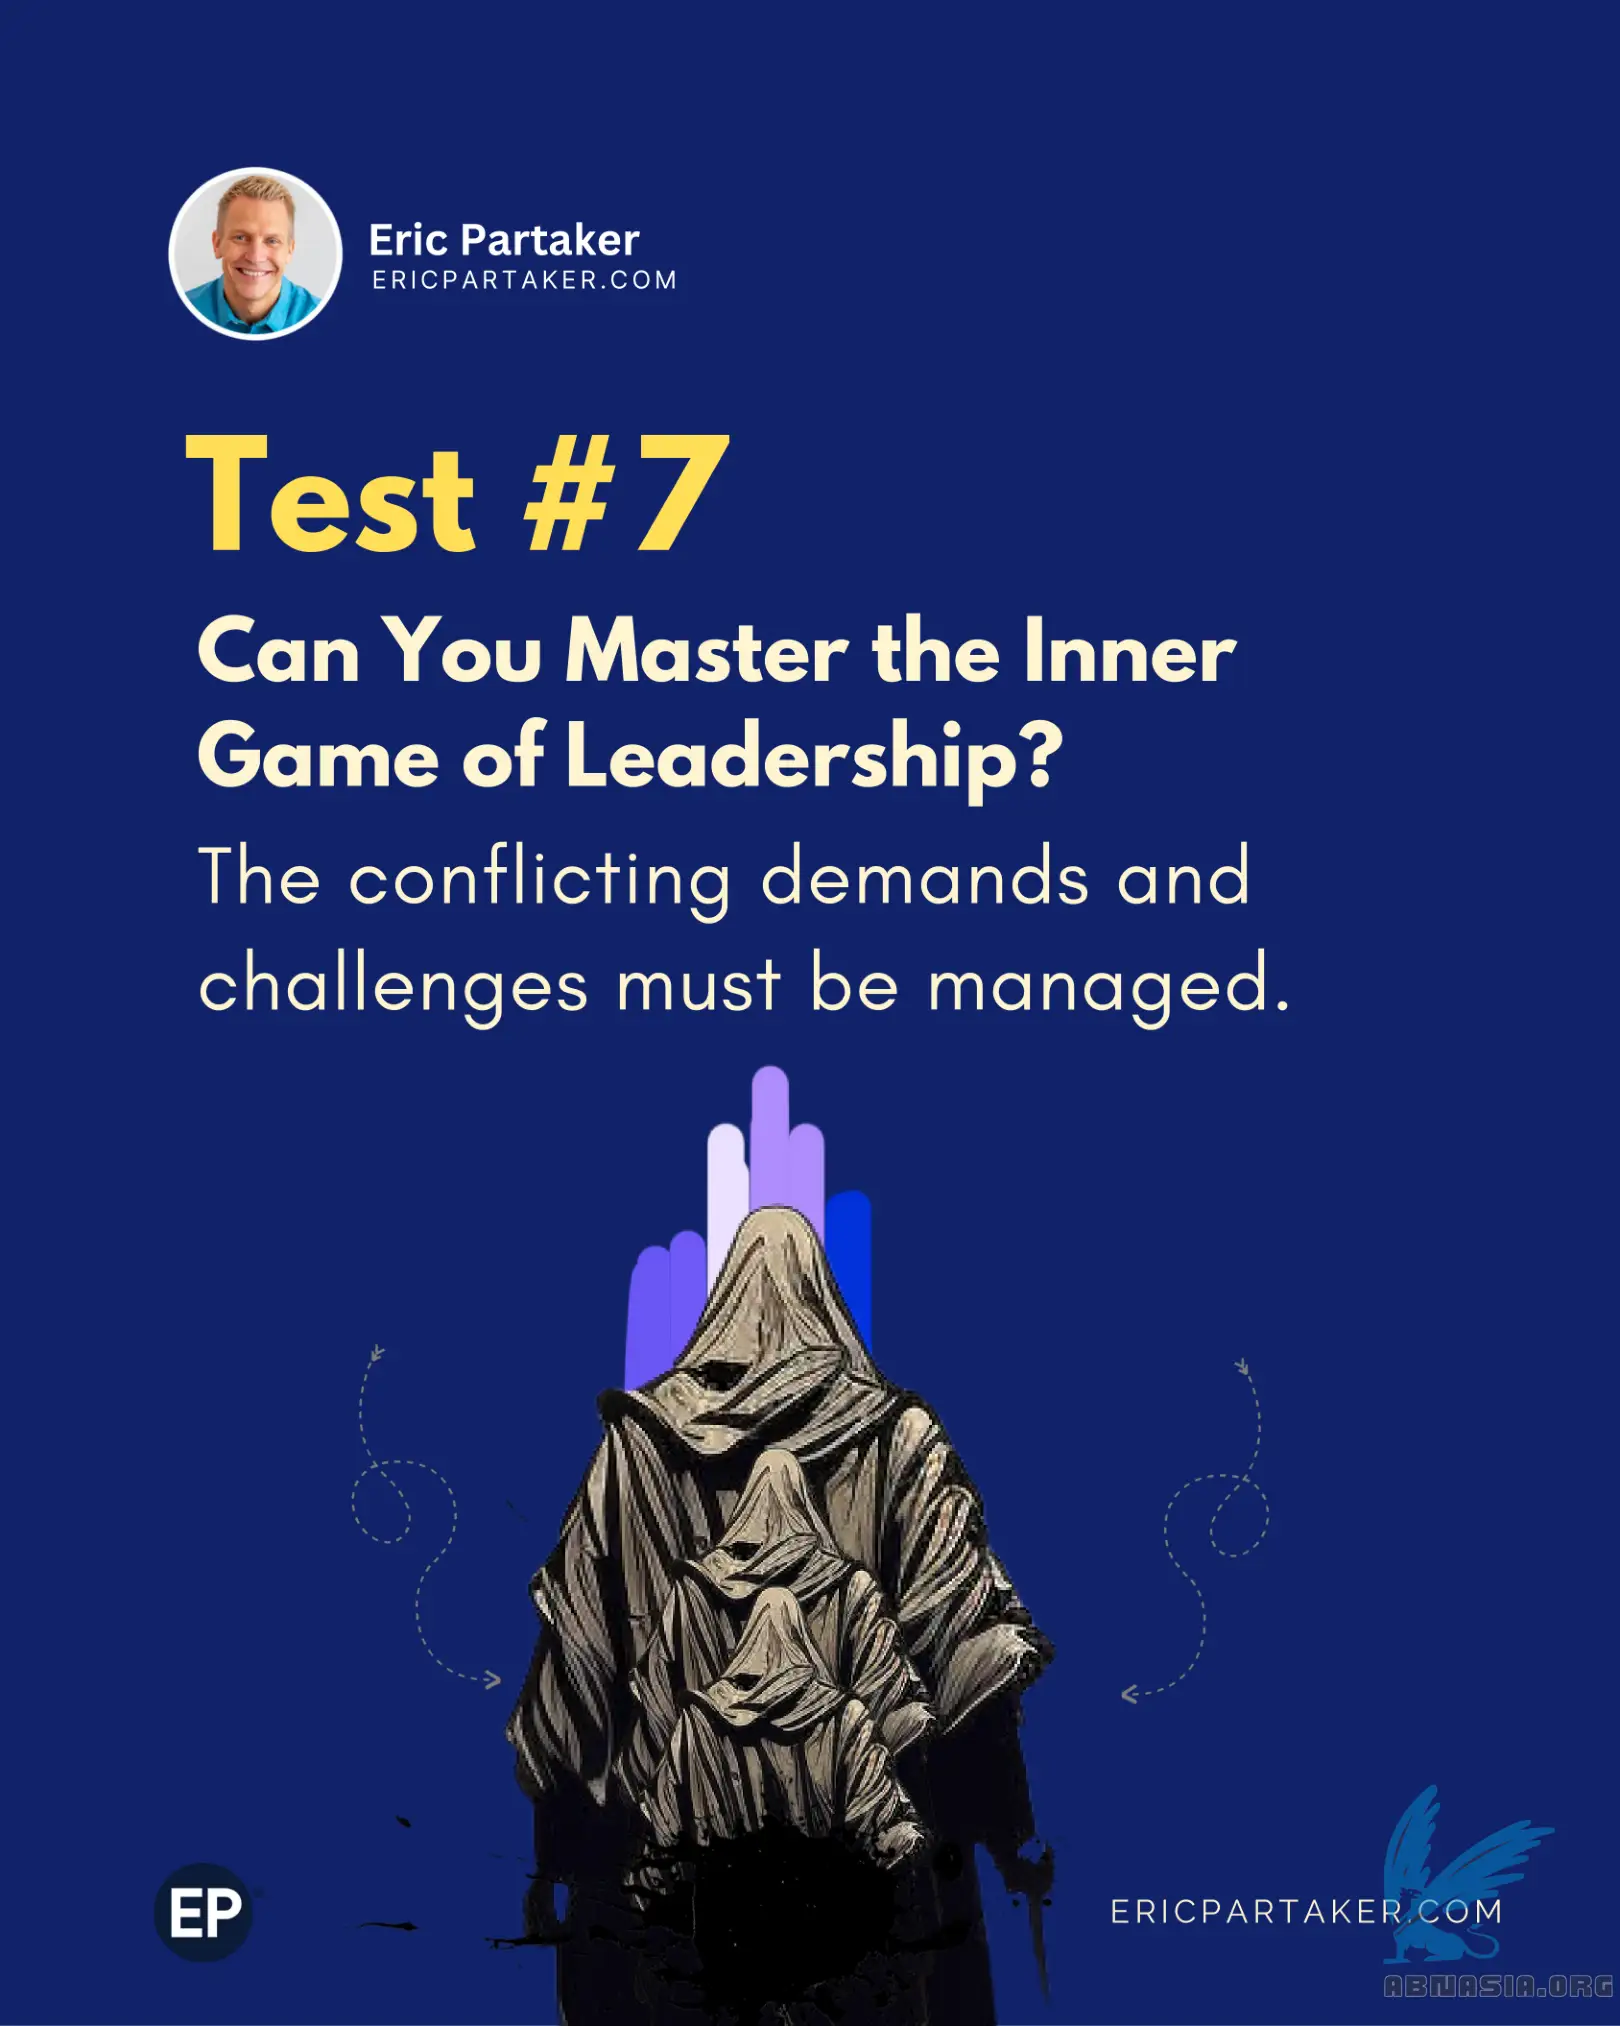 Eric Partaker
ERICPARTAKER.COM
Test #7
Can You Master the Inner
Game of Leadership?
The conflicting demands and
challenges must be managed.
EP
ERICPARTAKER.COM
ABNASIA.ORG